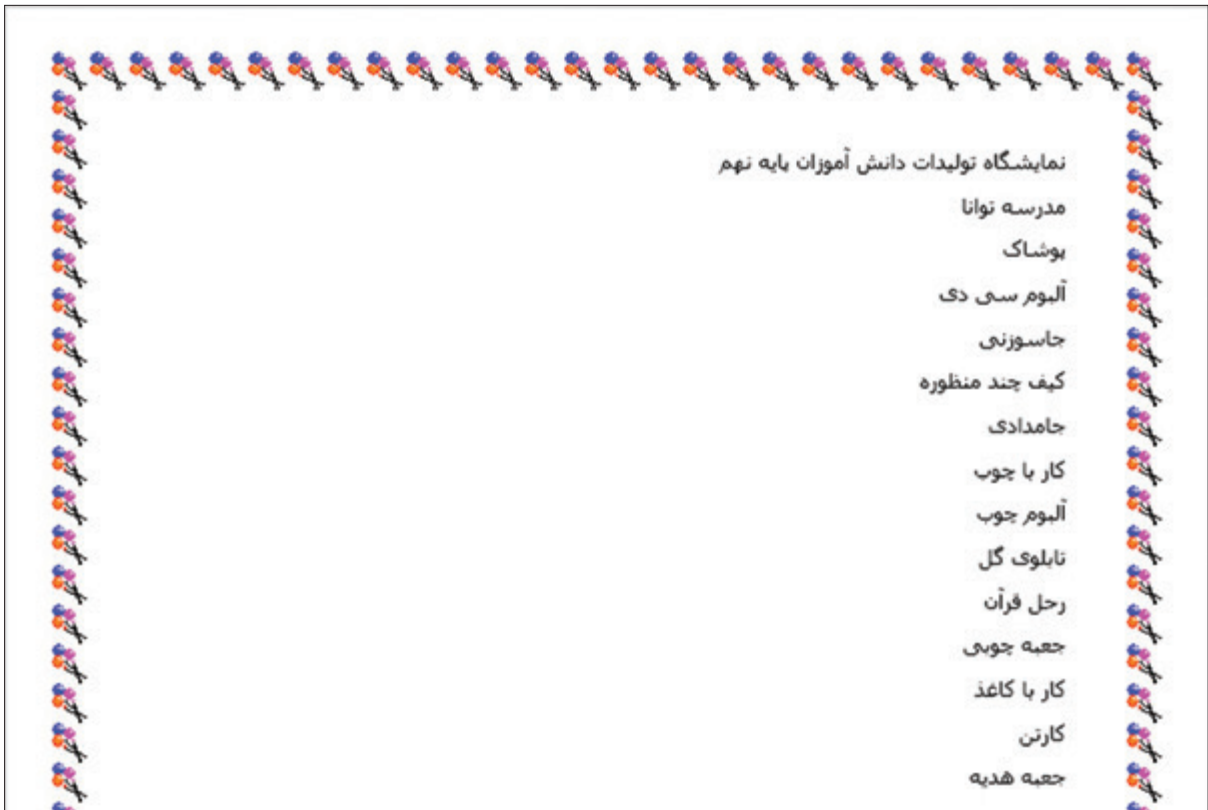 نمایشگاه تولیدات دانش آموزان پایه نهم
مدرسه توانا
پوشاک
آلبوم سی دی
جاسوزنی
کیف چند منظوره
جامدادی
کار با چوب
آلبوم چوب
تابلوی گل
رحل قرآن
جعبه چوبی
کار با کاغذ
کارتن
جعبه هدیه